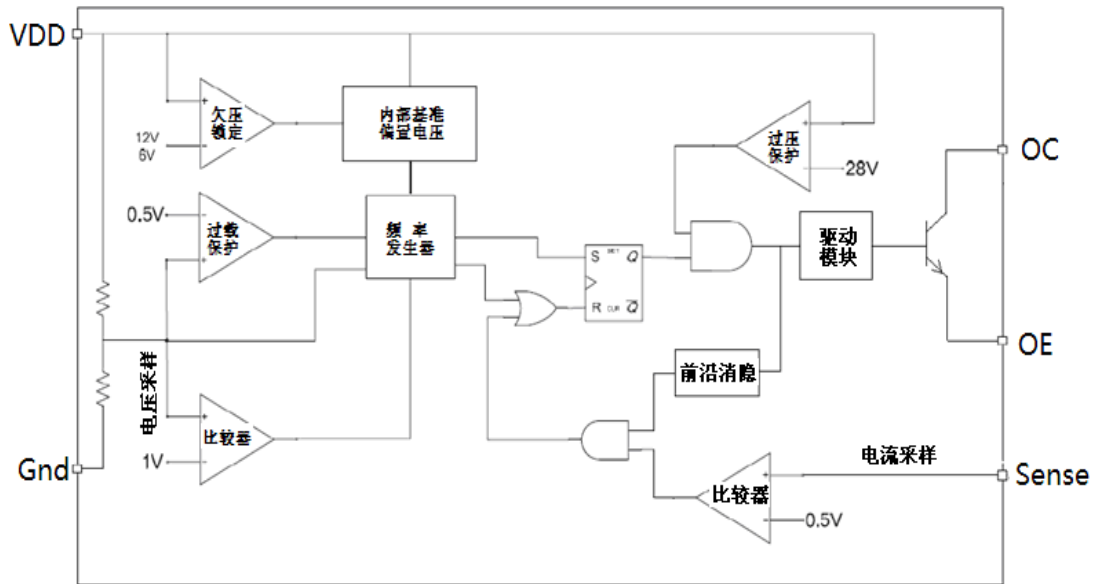 VDD
欠压
锁定
12V
6V
内部基准
偏置电压
过压
保护
28V
OC
0.5V
过载
保护
频 率
发生器
S SET Q
R CLR Q̅
驱动
模块
OE
电压采样
前沿消隐
比较器
1V
Gnd
电流采样
Sense
比较器
0.5V